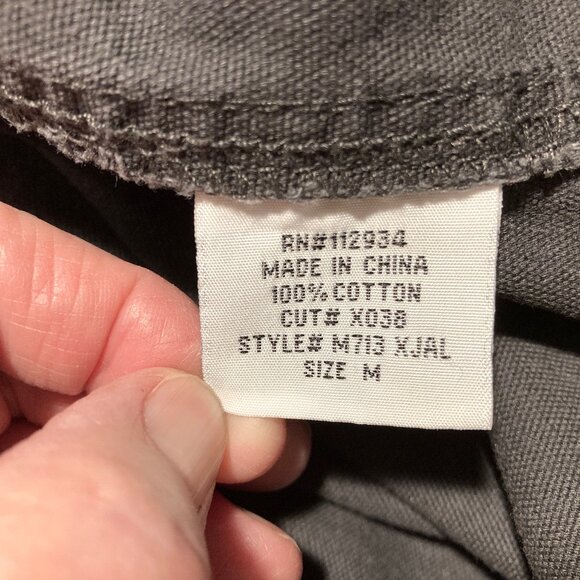 RN#112934
MADE IN CHINA
100% COTTON
CUT# X038
STYLE# M713 XJAL
SIZE M